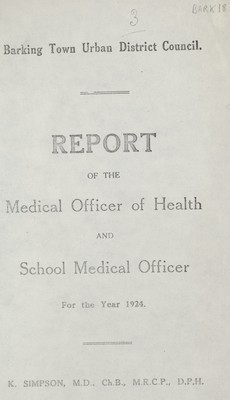 3
BARK 18
Barking Town Urban District Council.
REPORT
OF THE
Medical Officer of Health
AND
School Medical Officer
For the Year 1924.
K. SIMPSON, M.D., Ch.B., M.R.C.P., D.P.H.